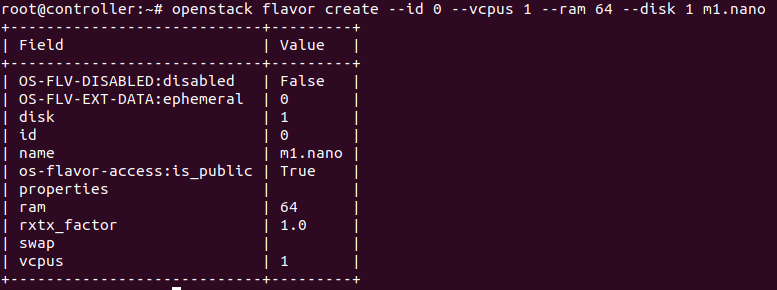 root@controller:~# openstack flavor create --id 0 --vcpus 1 --ram 64 --disk 1 m1.nano
+----------------------------+---------+
| Field                      | Value   |
+----------------------------+---------+
| OS-FLV-DISABLED:disabled   | False   |
| OS-FLV-EXT-DATA:ephemeral  | 0       |
| disk                       | 1       |
| id                         | 0       |
| name                       | m1.nano |
| os-flavor-access:is_public | True    |
| properties                 |         |
| ram                        | 64      |
| rxtx_factor                | 1.0     |
| swap                       |         |
| vcpus                      | 1       |
+----------------------------+---------+